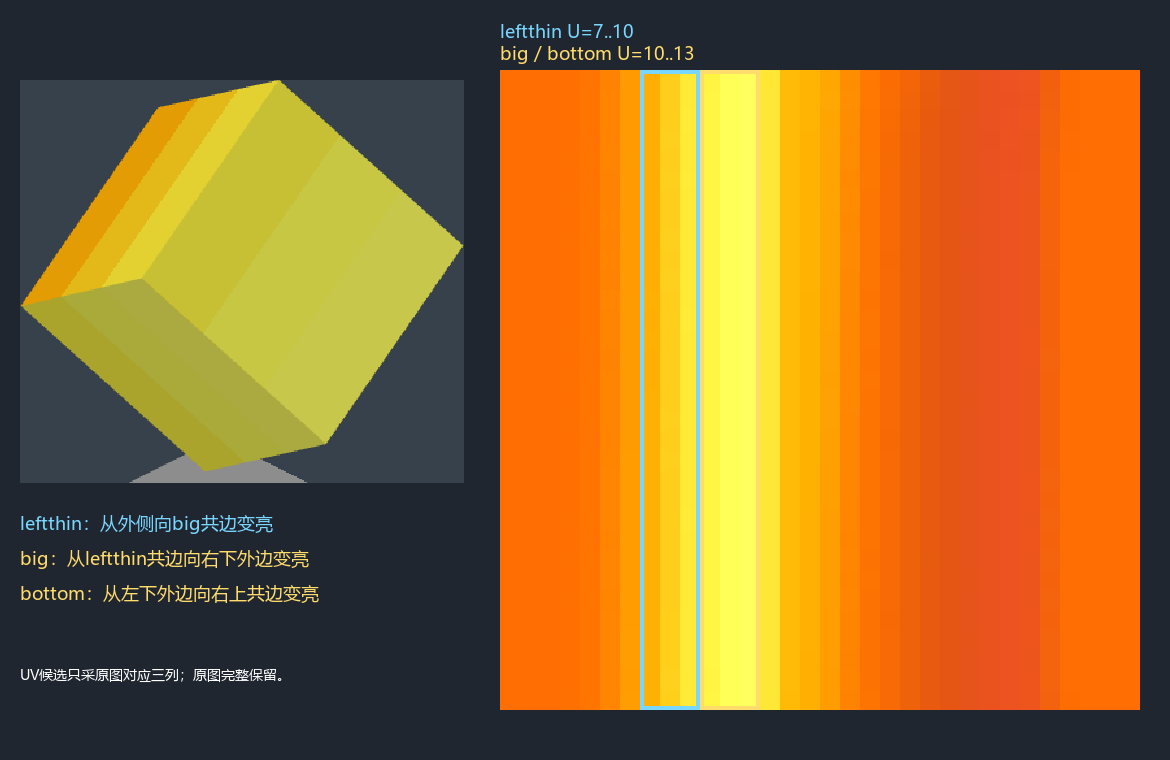 leftthin U=7..10
big / bottom U=10..13
leftthin：从外侧向big共边变亮
big：从leftthin共边向右下外边变亮
bottom：从左下外边向右上共边变亮
UV候选只采原图对应三列；原图完整保留。